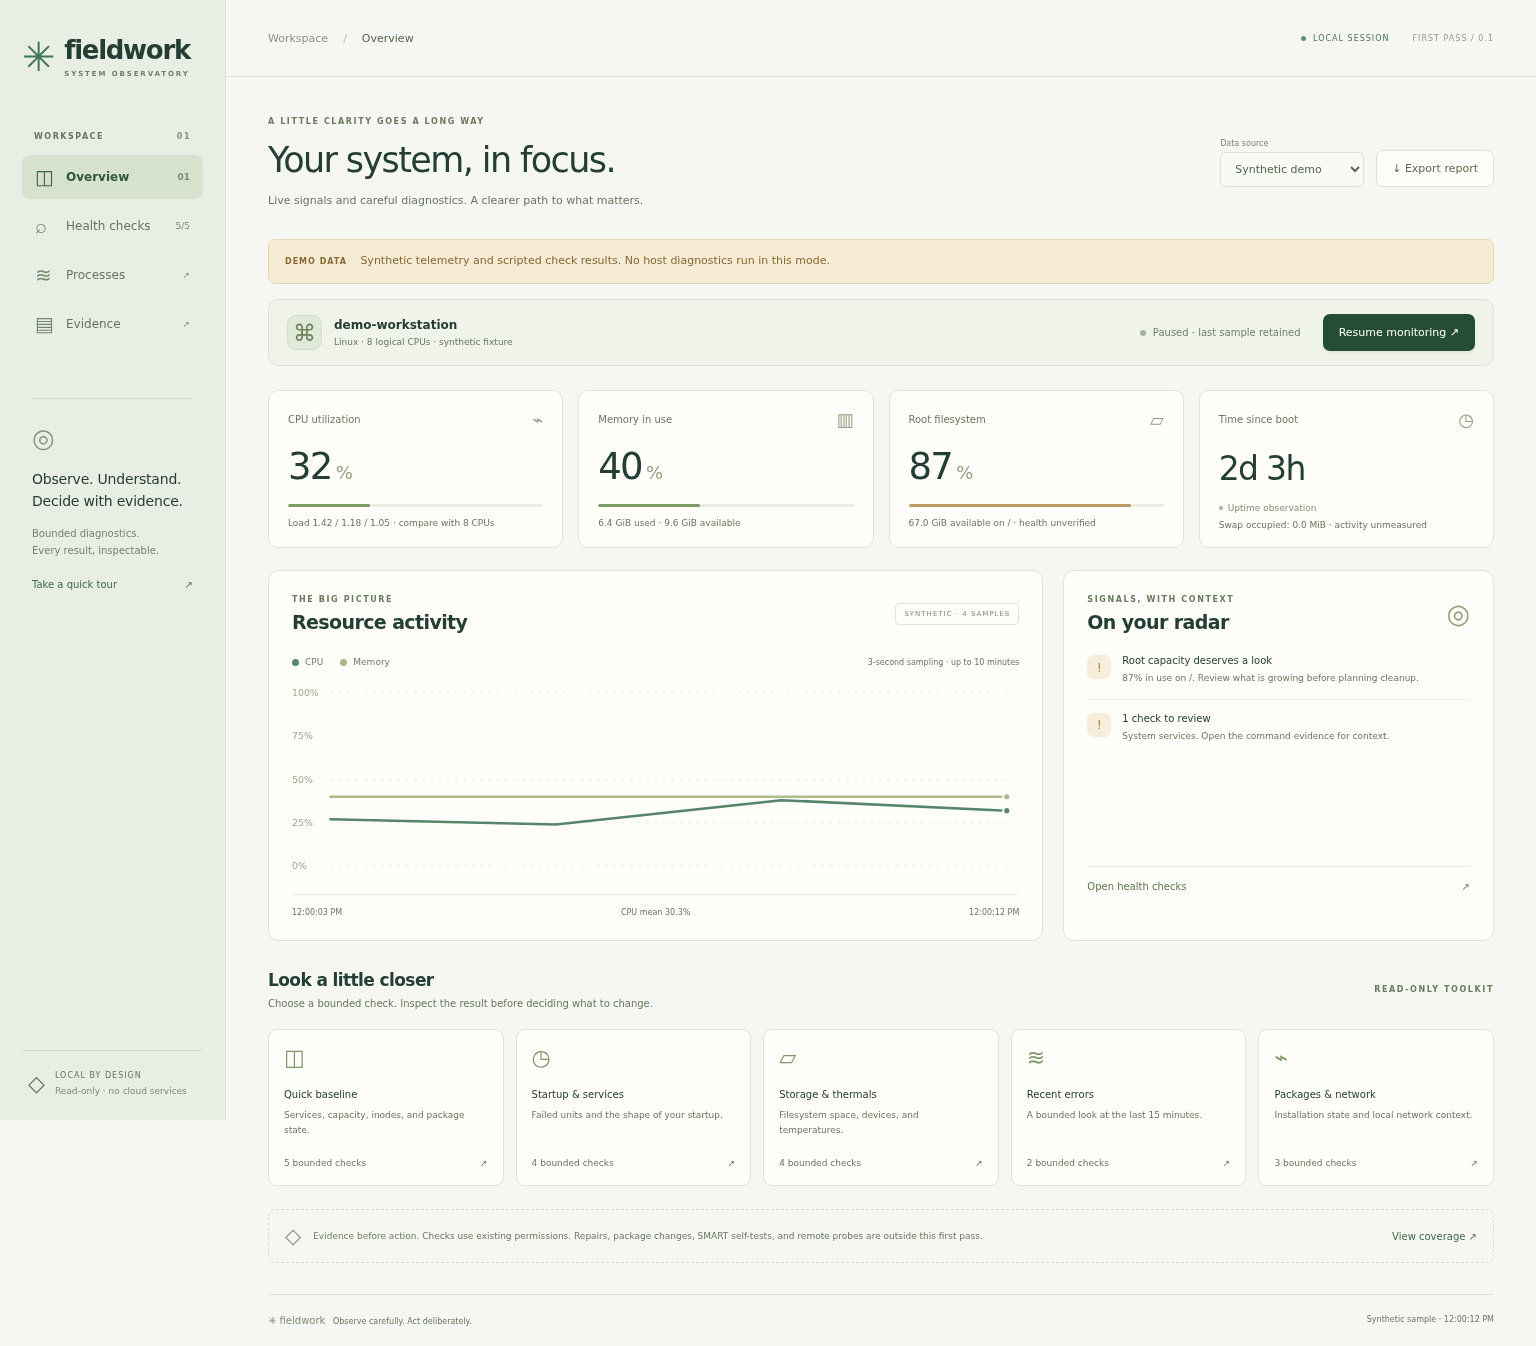 fieldwork
SYSTEM OBSERVATORY
WORKSPACE 01
Overview 01
Health checks 5/5
Processes ↗
Evidence ↗
Observe. Understand.
Decide with evidence.
Bounded diagnostics.
Every result, inspectable.
Take a quick tour ↗
LOCAL BY DESIGN
Read-only · no cloud services
Workspace / Overview
LOCAL SESSION FIRST PASS / 0.1
A LITTLE CLARITY GOES A LONG WAY
Your system, in focus.
Live signals and careful diagnostics. A clearer path to what matters.
Data source
Synthetic demo
↓ Export report
DEMO DATA Synthetic telemetry and scripted check results. No host diagnostics run in this mode.
demo-workstation
Linux · 8 logical CPUs · synthetic fixture
Paused · last sample retained
Resume monitoring ↗
CPU utilization
32 %
Load 1.42 / 1.18 / 1.05 · compare with 8 CPUs
Memory in use
40 %
6.4 GiB used · 9.6 GiB available
Root filesystem
87 %
67.0 GiB available on / · health unverified
Time since boot
2d 3h
Uptime observation
Swap occupied: 0.0 MiB · activity unmeasured
THE BIG PICTURE
Resource activity
SYNTHETIC · 4 SAMPLES
CPU Memory
3-second sampling · up to 10 minutes
100%
75%
50%
25%
0%
12:00:03 PM CPU mean 30.3% 12:00:12 PM
SIGNALS, WITH CONTEXT
On your radar
! Root capacity deserves a look
87% in use on /. Review what is growing before planning cleanup.
! 1 check to review
System services. Open the command evidence for context.
Open health checks ↗
Look a little closer
Choose a bounded check. Inspect the result before deciding what to change.
READ-ONLY TOOLKIT
Quick baseline
Services, capacity, inodes, and package
state.
5 bounded checks ↗
Startup & services
Failed units and the shape of your startup.
4 bounded checks ↗
Storage & thermals
Filesystem space, devices, and
temperatures.
4 bounded checks ↗
Recent errors
A bounded look at the last 15 minutes.
2 bounded checks ↗
Packages & network
Installation state and local network context.
3 bounded checks ↗
Evidence before action. Checks use existing permissions. Repairs, package changes, SMART self-tests, and remote probes are outside this first pass.
View coverage ↗
✳ fieldwork Observe carefully. Act deliberately.
Synthetic sample · 12:00:12 PM